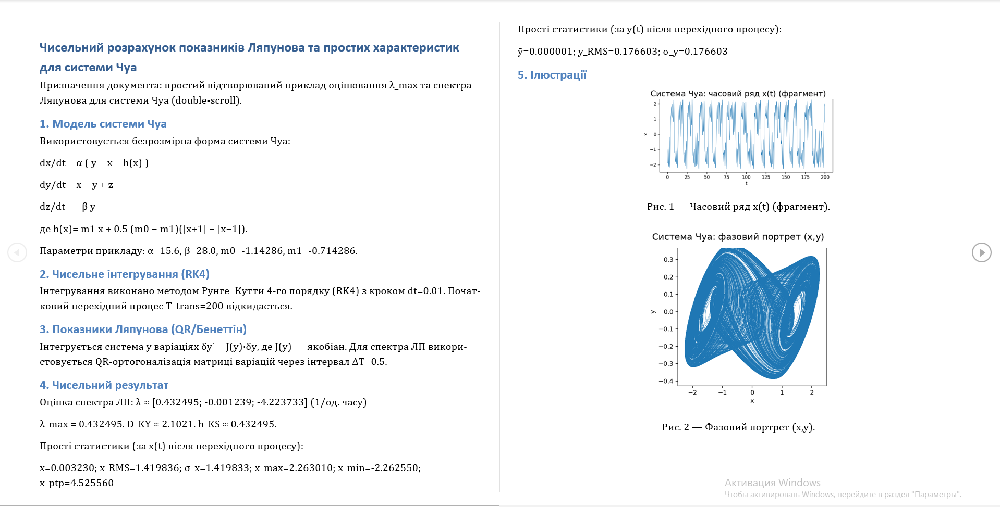 Чисельний розрахунок показників Ляпунова та простих характеристик
для системи Чуа
Призначення документа: простий відтворюваний приклад оцінювання λ_max та спектра
Ляпунова для системи Чуа (double-scroll).
1. Модель системи Чуа
Використовується безрозмірна форма системи Чуа:
dx/dt = α ( y − x − h(x) )
dy/dt = x − y + z
dz/dt = −β y
де h(x)= m1 x + 0.5 (m0 − m1)(|x+1| − |x−1|).
Параметри прикладу: α=15.6, β=28.0, m0=-1.14286, m1=-0.714286.
2. Чисельне інтегрування (RK4)
Інтегрування виконано методом Рунге–Кутти 4-го порядку (RK4) з кроком dt=0.01. Почат-
ковий перехідний процес T_trans=200 відкидається.
3. Показники Ляпунова (QR/Бенеттін)
Інтегрується система у варіаціях δy˙ = J(y)·δy, де J(y) — якобіан. Для спектра ЛП викори-
стовується QR-ортогоналізація матриці варіацій через інтервал ΔT=0.5.
4. Чисельний результат
Оцінка спектра ЛП: λ ≈ [0.432495; -0.001239; -4.223733] (1/од. часу)
λ_max = 0.432495. D_KY ≈ 2.1021. h_KS ≈ 0.432495.
Прості статистики (за x(t) після перехідного процесу):
x̄=0.003230; x_RMS=1.419836; σ_x=1.419833; x_max=2.263010; x_min=-2.262550;
x_ptp=4.525560
Прості статистики (за y(t) після перехідного процесу):
ȳ=0.000001; y_RMS=0.176603; σ_y=0.176603
5. Ілюстрації
Система Чуа: часовий ряд x(t) (фрагмент)
2
1
0
−1
−2
x
0 25 50 75 100 125 150 175 200
t
Рис. 1 — Часовий ряд x(t) (фрагмент).
Система Чуа: фазовий портрет (x,y)
0.3
0.2
0.1
0.0
−0.1
−0.2
−0.3
−0.4
y
−2 −1 0 1 2
x
Рис. 2 — Фазовий портрет (x,y).
Активация Windows
Чтобы активировать Windows, перейдите в раздел "Параметры".